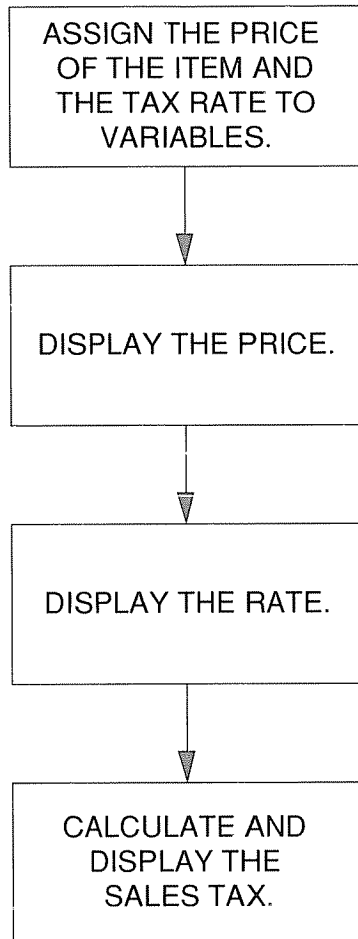 ASSIGN THE PRICE
OF THE ITEM AND
THE TAX RATE TO
VARIABLES.
DISPLAY THE PRICE.
DISPLAY THE RATE.
CALCULATE AND
DISPLAY THE
SALES TAX.